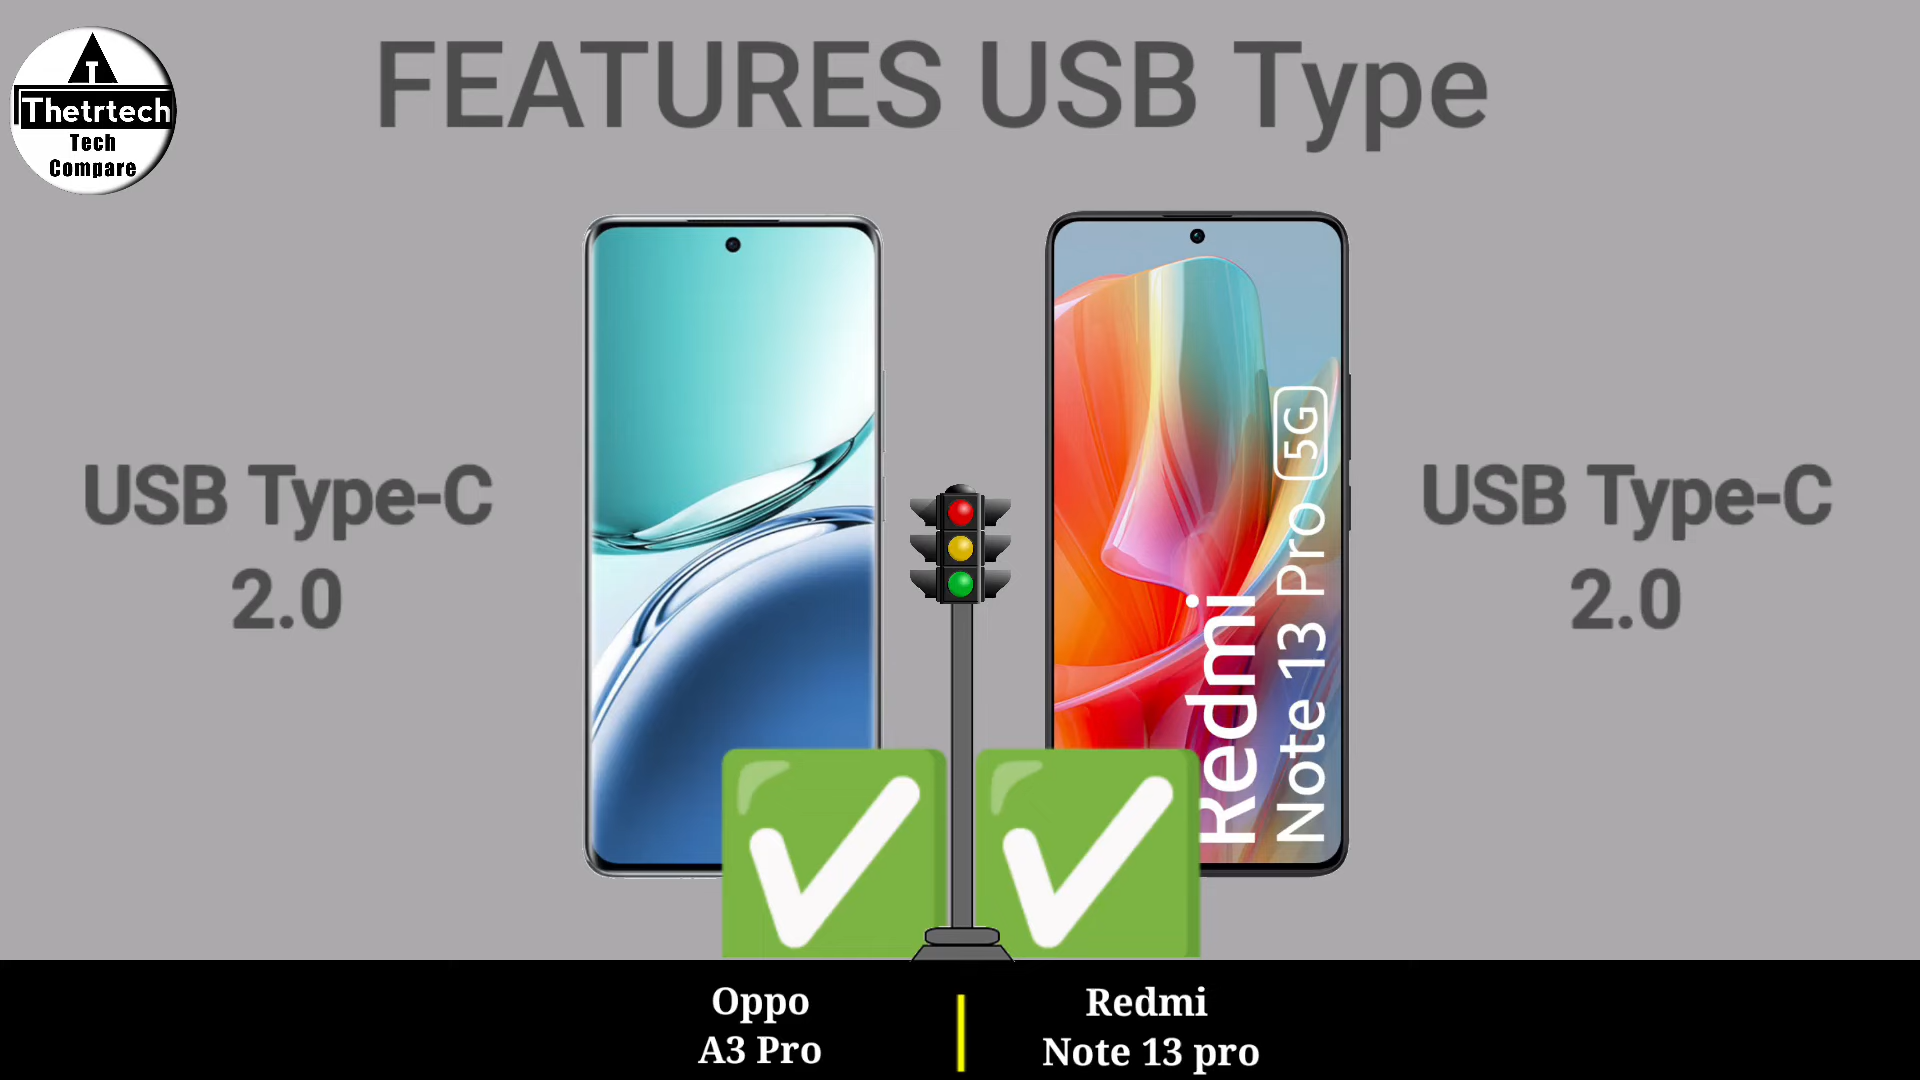 FEATURES USB Type
T
Thetrtech
Tech
Compare
USB Type-C
2.0
Redmi
Note 13 Pro 5G
USB Type-C
2.0
Oppo
A3 Pro
Redmi
Note 13 pro